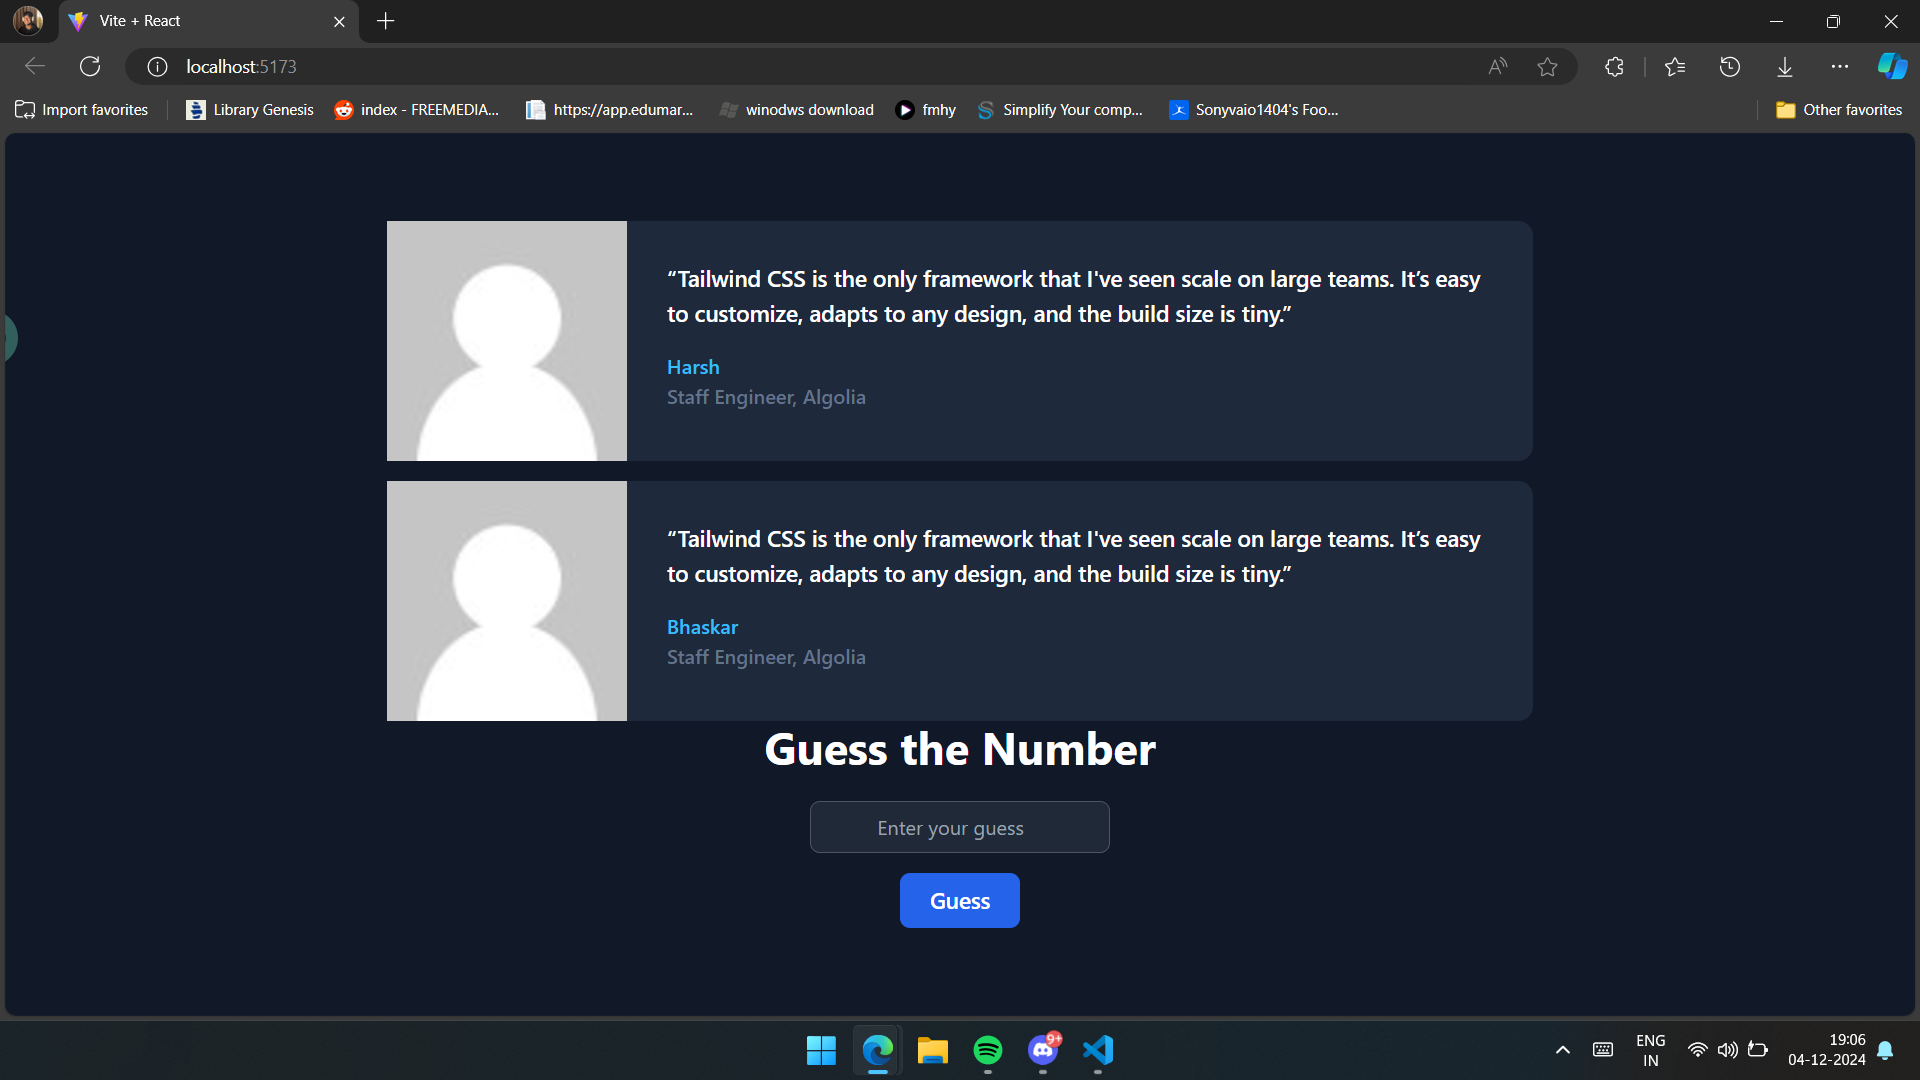 Vite + React
localhost:5173
Import favorites
Library Genesis
index - FREEMEDIA...
https://app.edumar...
winodws download
fmhy
Simplify Your comp...
Sonyvaio1404's Foo...
Other favorites
“Tailwind CSS is the only framework that I've seen scale on large teams. It’s easy
to customize, adapts to any design, and the build size is tiny.”
Harsh
Staff Engineer, Algolia
“Tailwind CSS is the only framework that I've seen scale on large teams. It’s easy
to customize, adapts to any design, and the build size is tiny.”
Bhaskar
Staff Engineer, Algolia
Guess the Number
Enter your guess
Guess
9+
ENG
IN
19:06
04-12-2024